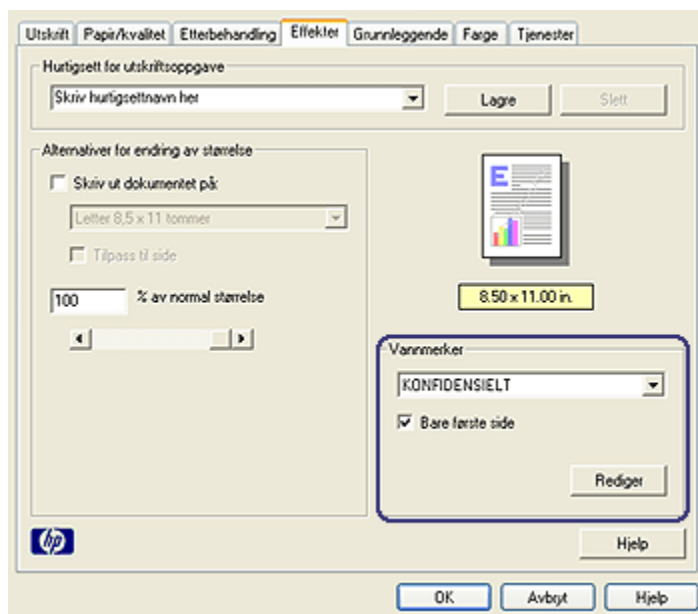 Utskrift Papir/kvalitet Etterbehandling Effekter Grunnleggende Farge Tjenester
Hurtigsett for utskriftsoppgave
Skriv hurtigsettnavn her Lagre Slett
Alternativer for endring av størrelse
Skriv ut dokumentet på:
Letter 8,5 x 11 tommer
Tilpass til side
100 % av normal størrelse
E
8.50 x 11.00 in.
Vannmerker
KONFIDENSIELT
Bare første side
Rediger
hp
Hjelp
OK Avbryt Hjelp